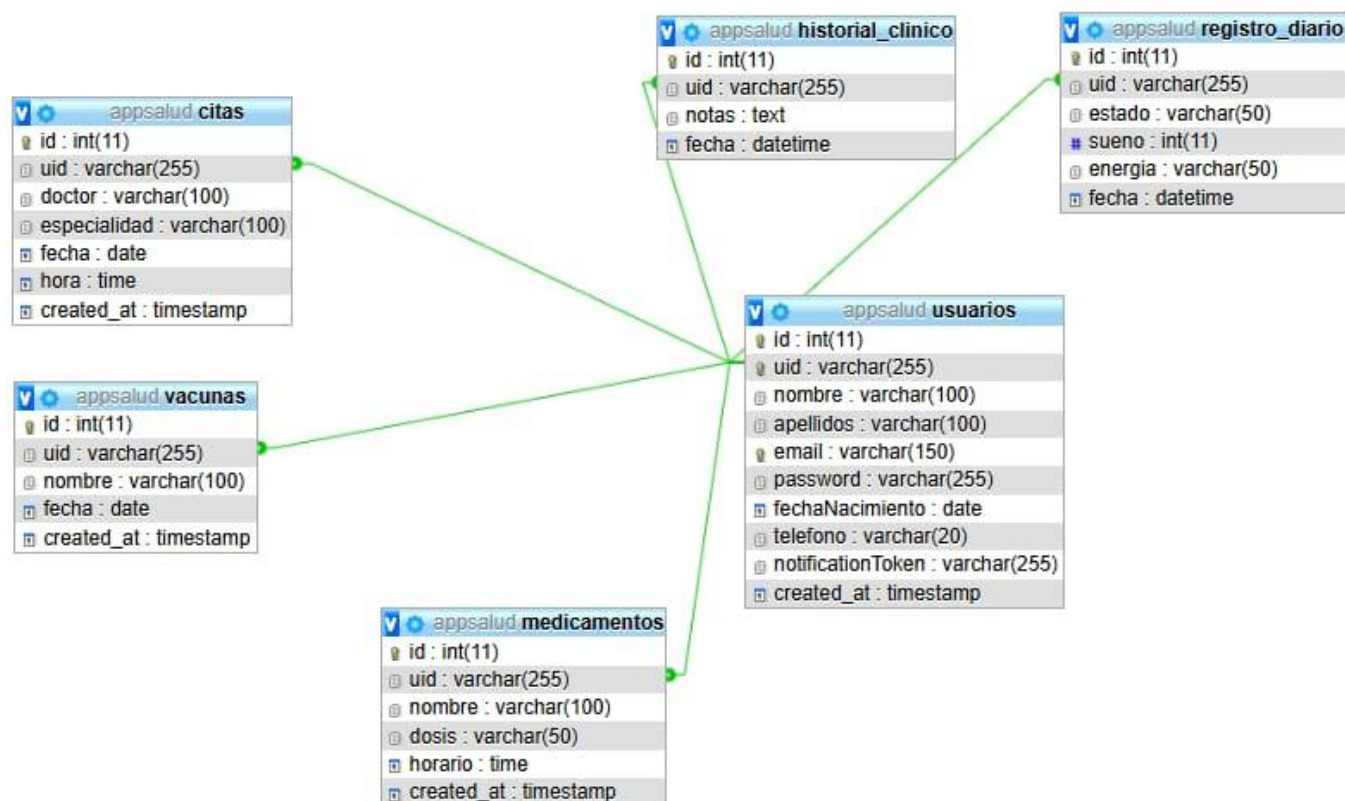 appsalud historial_clinico
id : int(11)
uid : varchar(255)
notas : text
fecha : datetime
appsalud registro_diario
id : int(11)
uid : varchar(255)
estado : varchar(50)
sueno : int(11)
energia : varchar(50)
fecha : datetime
appsalud citas
id : int(11)
uid : varchar(255)
doctor : varchar(100)
especialidad : varchar(100)
fecha : date
hora : time
created_at : timestamp
appsalud usuarios
id : int(11)
uid : varchar(255)
nombre : varchar(100)
apellidos : varchar(100)
email : varchar(150)
password : varchar(255)
fechaNacimiento : date
telefono : varchar(20)
notificationToken : varchar(255)
created_at : timestamp
appsalud vacunas
id : int(11)
uid : varchar(255)
nombre : varchar(100)
fecha : date
created_at : timestamp
appsalud medicamentos
id : int(11)
uid : varchar(255)
nombre : varchar(100)
dosis : varchar(50)
horario : time
created_at : timestamp